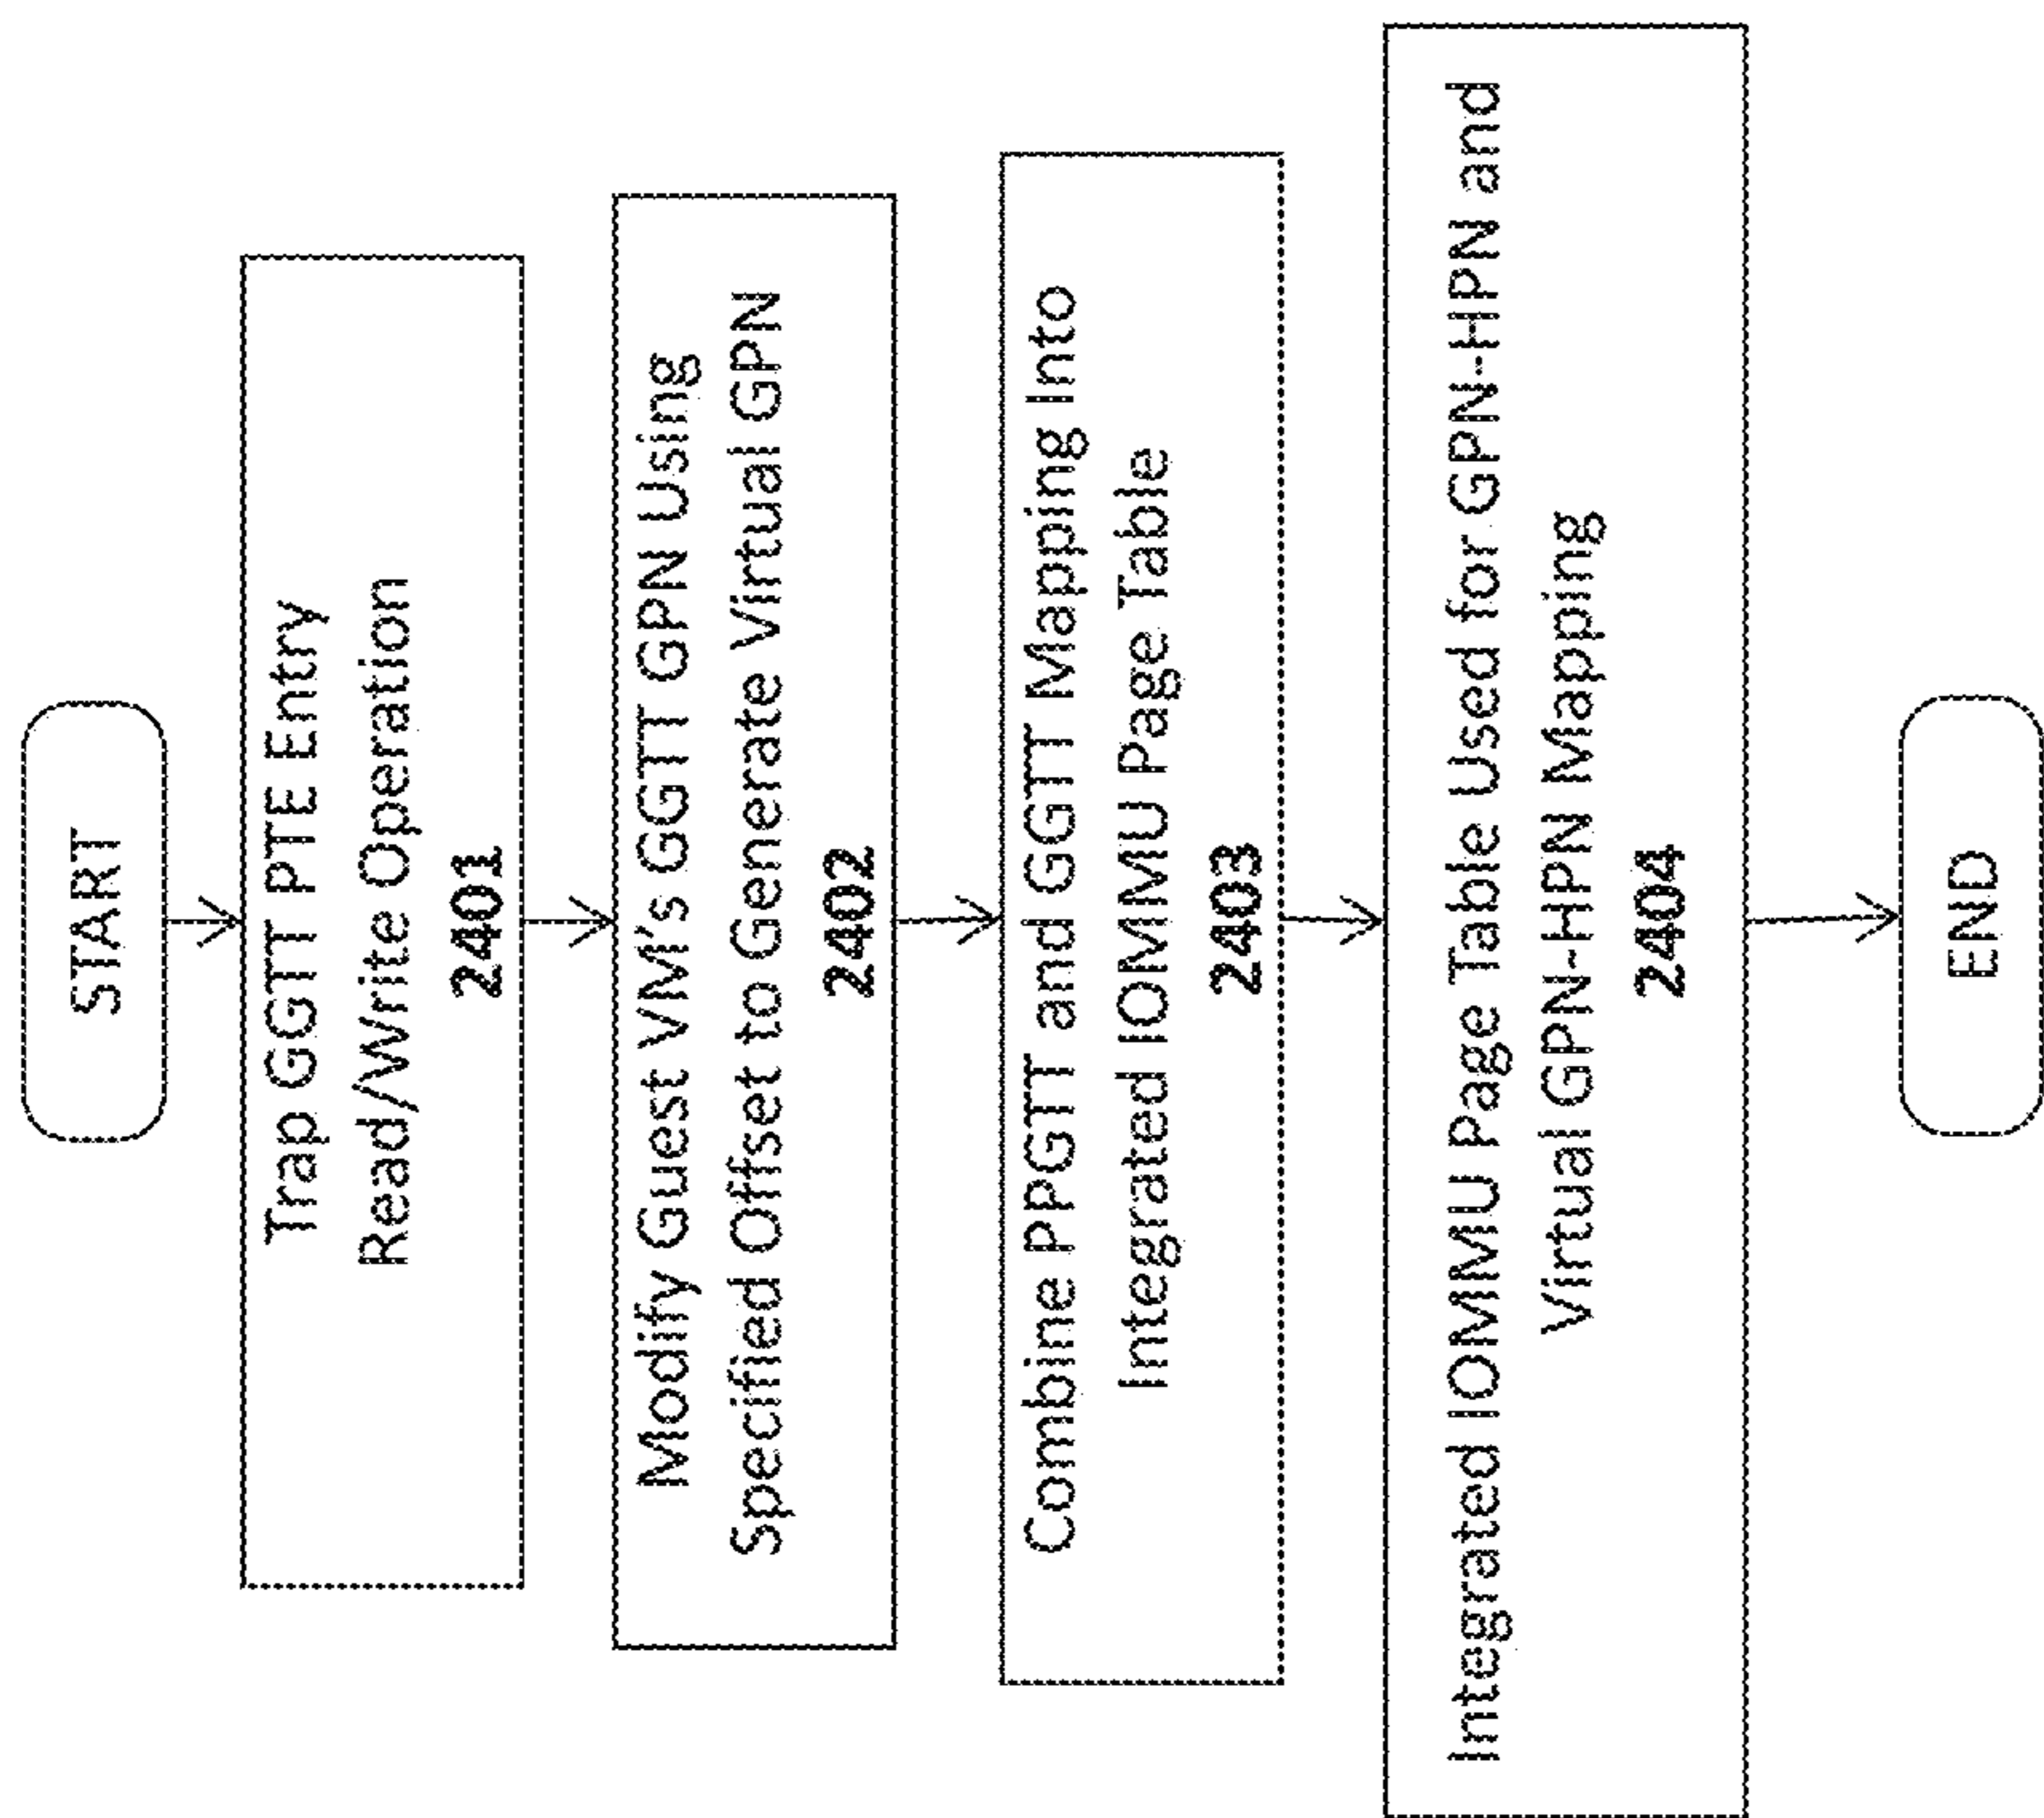 START
Trap GGTT PTE Entry
Read/Write Operation
2401
Modify Guest VM's GGTT GPN Using
Specified Offset to Generate Virtual GPN
2402
Combine PPGTT and GGTT Mapping Into
Integrated IOMMU Page Table
2403
Integrated IOMMU Page Table Used for GPN-HPN and
Virtual GPN-HPN Mapping
2404
END